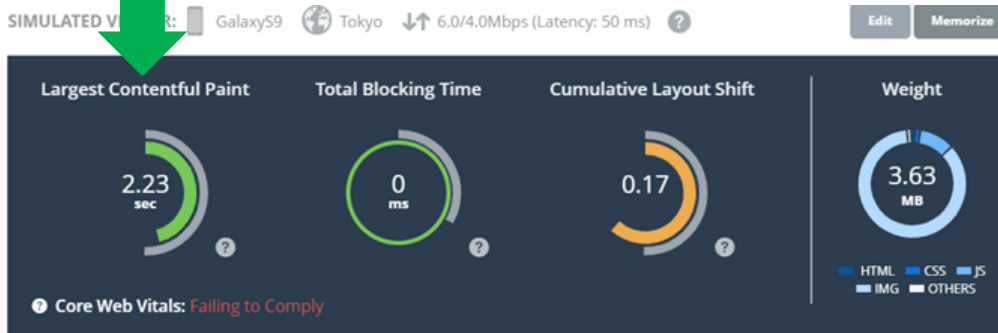 SIMULATED GalaxyS9 Tokyo 6.0/4.0Mbps (Latency: 50 ms) ? Edit Memorize
Largest Contentful Paint Total Blocking Time Cumulative Layout Shift Weight
2.23 0 0.17 3.63
sec ms MB
? ? ?
HTML CSS JS
IMG OTHERS
? Core Web Vitals: Failing to Comply